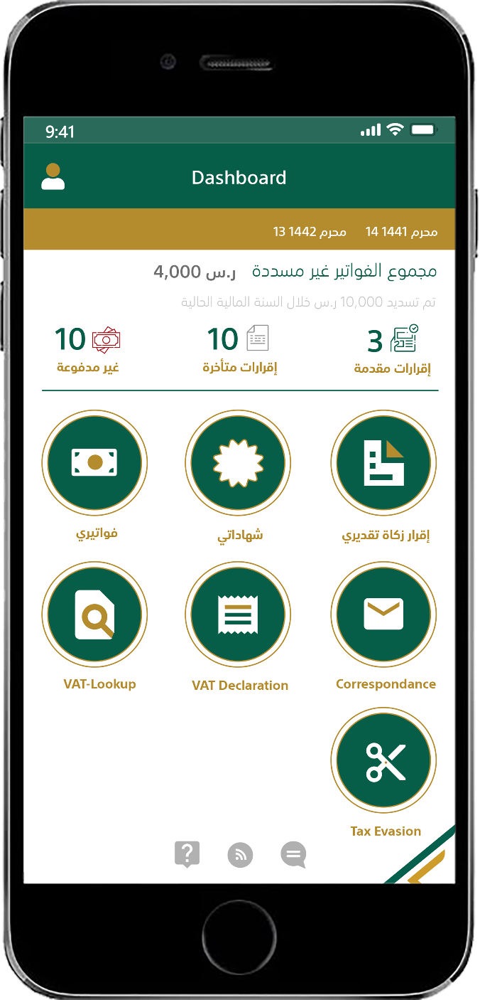 9:41
Dashboard
14 محرم 1441 13 محرم 1442
مجموع الفواتير غير مسددة 4,000 ر.س
تم تسديد 10,000 ر.س خلال السنة المالية الحالية
3 10 10
إقرارات مقدمة إقرارات متأخرة غير مدفوعة
إقرار زكاة تقديري شهاداتي فواتيري
VAT-Lookup VAT Declaration Correspondance
Tax Evasion
?